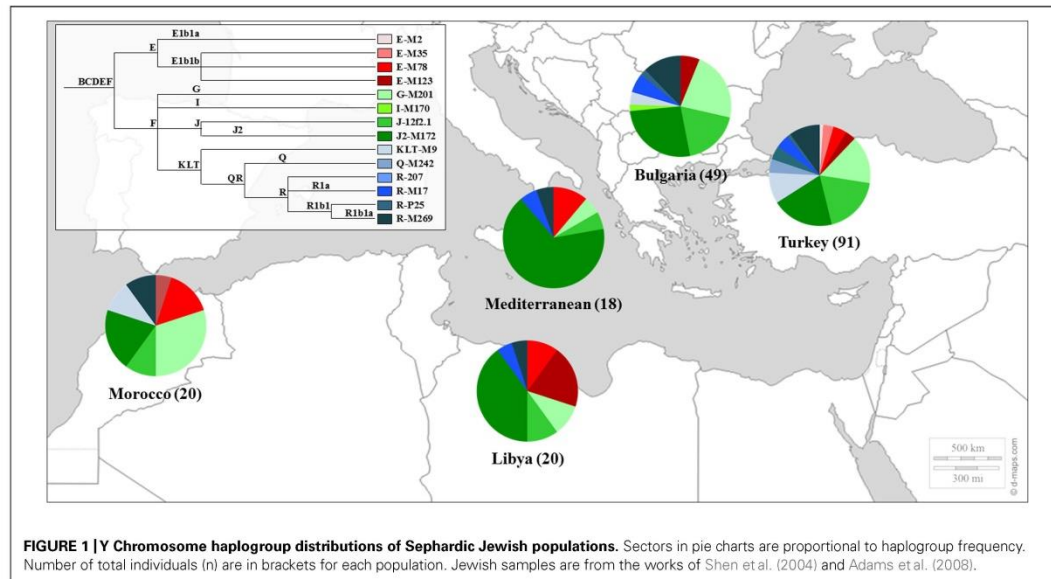 E1b1a
E
E1b1b
BCDEF
G
I
F
J
J2
KLT
Q
QR
R1a
R
R1b1
R1b1a
E-M2
E-M35
E-M78
E-M123
G-M201
I-M170
J-12f2.1
J2-M172
KLT-M9
Q-M242
R-207
R-M17
R-P25
R-M269
Bulgaria (49)
Turkey (91)
Mediterranean (18)
Morocco (20)
Libya (20)
500 km
300 mi
© d-maps.com
FIGURE 1 | Y Chromosome haplogroup distributions of Sephardic Jewish populations. Sectors in pie charts are proportional to haplogroup frequency.
Number of total individuals (n) are in brackets for each population. Jewish samples are from the works of Shen et al. (2004) and Adams et al. (2008).